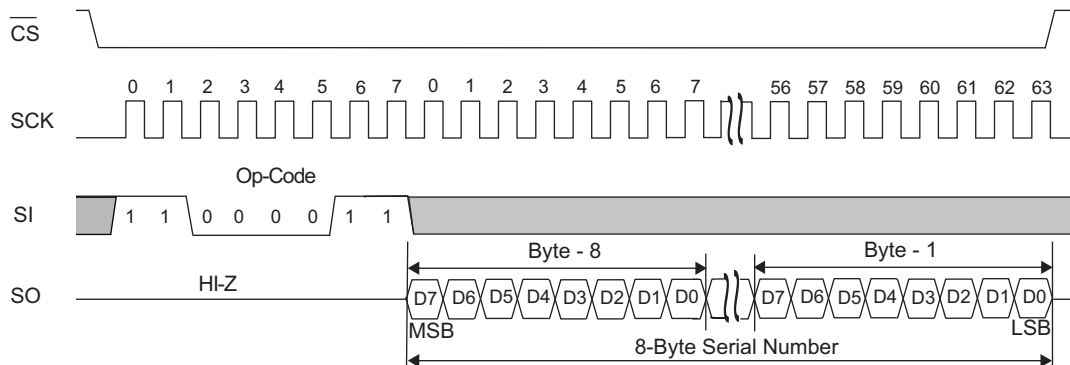 CS
0 1 2 3 4 5 6 7 0 1 2 3 4 5 6 7 56 57 58 59 60 61 62 63
SCK
Op-Code
SI 1 1 0 0 0 0 1 1
Byte - 8 Byte - 1
HI-Z
SO D7 D6 D5 D4 D3 D2 D1 D0 D7 D6 D5 D4 D3 D2 D1 D0
MSB LSB
8-Byte Serial Number